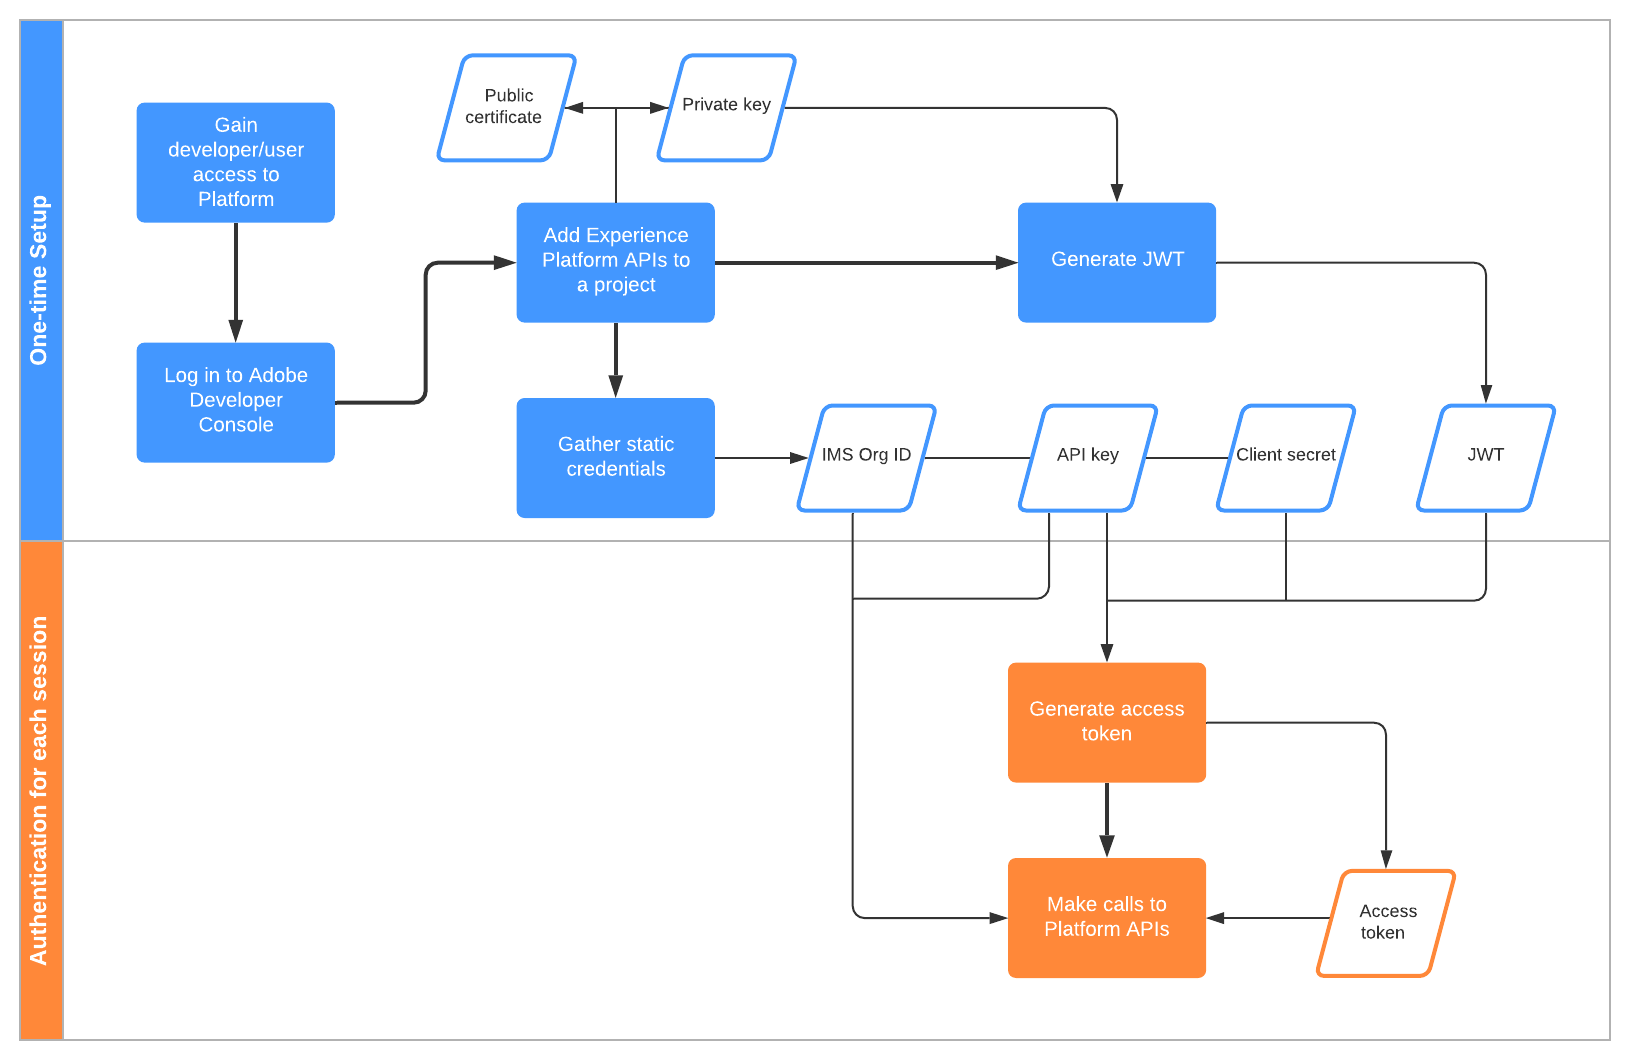 One-time Setup
Gain
developer/user
access to
Platform
Public
certificate
Private key
Add Experience
Platform APIs to
a project
Generate JWT
Log in to Adobe
Developer
Console
Gather static
credentials
IMS Org ID
API key
Client secret
JWT
Authentication for each session
Generate access
token
Make calls to
Platform APIs
Access
token